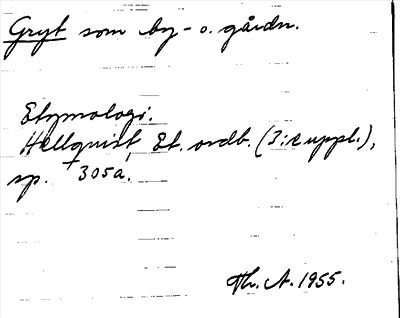 Gryt som by- o. gårdn.
Etymologi.
Hellquist, Et. ordb. (3:e uppl.),
sp. 305a.
Th. A. 1955.